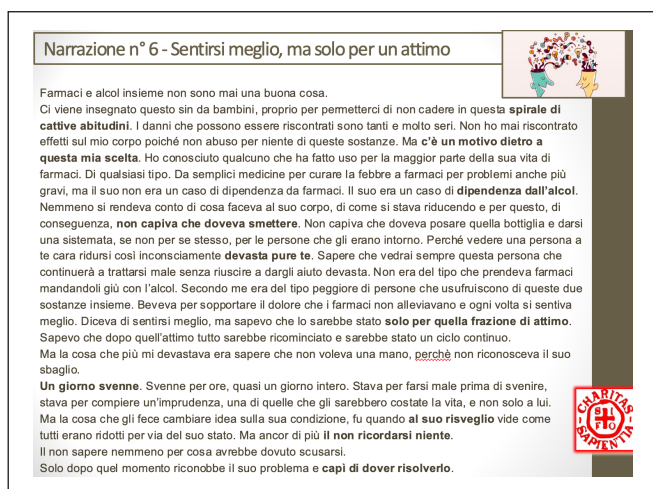 Narrazione n° 6 - Sentirsi meglio, ma solo per un attimo
Farmaci e alcol insieme non sono mai una buona cosa.
Ci viene insegnato questo sin da bambini, proprio per permetterci di non cadere in questa spirale di
cattive abitudini. I danni che possono essere riscontrati sono tanti e molto seri. Non ho mai riscontrato
effetti sul mio corpo poiché non abuso per niente di queste sostanze. Ma c'è un motivo dietro a
questa mia scelta. Ho conosciuto qualcuno che ha fatto uso per la maggior parte della sua vita di
farmaci. Di qualsiasi tipo. Da semplici medicine per curare la febbre a farmaci per problemi anche più
gravi, ma il suo non era un caso di dipendenza da farmaci. Il suo era un caso di dipendenza dall'alcol.
Nemmeno si rendeva conto di cosa faceva al suo corpo, di come si stava riducendo e per questo, di
conseguenza, non capiva che doveva smettere. Non capiva che doveva posare quella bottiglia e darsi
una sistemata, se non per se stesso, per le persone che gli erano intorno. Perché vedere una persona a
te cara ridursi così inconsciamente devasta pure te. Sapere che vedrai sempre questa persona che
continuerà a trattarsi male senza riuscire a dargli aiuto devasta. Non era del tipo che prendeva farmaci
mandandoli giù con l'alcol. Secondo me era del tipo peggiore di persone che usufruiscono di queste due
sostanze insieme. Beveva per sopportare il dolore che i farmaci non alleviavano e ogni volta si sentiva
meglio. Diceva di sentirsi meglio, ma sapevo che lo sarebbe stato solo per quella frazione di attimo.
Sapevo che dopo quell'attimo tutto sarebbe ricominciato e sarebbe stato un ciclo continuo.
Ma la cosa che più mi devastava era sapere che non voleva una mano, perchè non riconosceva il suo
sbaglio.
Un giorno svenne. Svenne per ore, quasi un giorno intero. Stava per farsi male prima di svenire,
stava per compiere un'imprudenza, una di quelle che gli sarebbero costate la vita, e non solo a lui.
Ma la cosa che gli fece cambiare idea sulla sua condizione, fu quando al suo risveglio vide come
tutti erano ridotti per via del suo stato. Ma ancor di più il non ricordarsi niente.
Il non sapere nemmeno per cosa avrebbe dovuto scusarsi.
Solo dopo quel momento riconobbe il suo problema e capì di dover risolverlo.
CHARITAS
SAPIENTIA